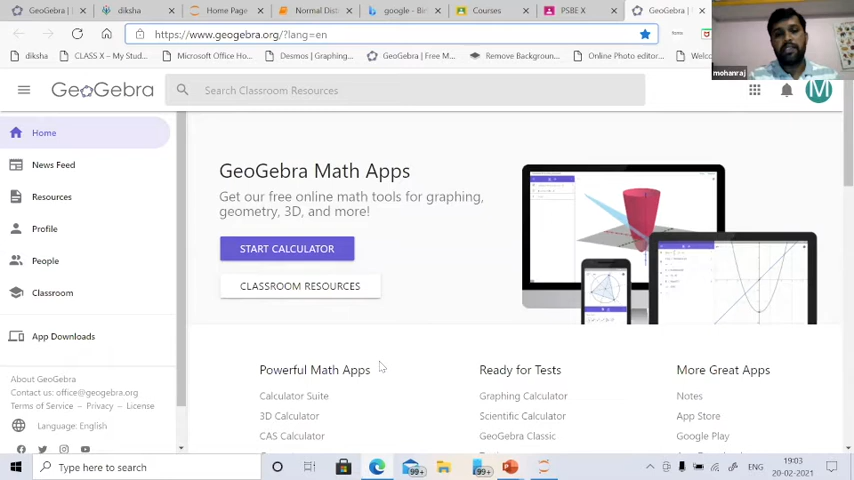 GeoGebra (
diksha
Home Page
Normal Dist
google - Bi
Courses
PSBE X
GeoGebra |
https://www.geogebra.org/?lang=en
diksha
CLASS X – My Stud...
Microsoft Office Ho...
Desmos | Graphing...
GeoGebra | Free M...
Remove Background...
Online Photo editor...
mohanraj
GeoGebra
Search Classroom Resources
M
Home
News Feed
Resources
Profile
People
Classroom
App Downloads
About GeoGebra
Contact us: office@geogebra.org
Terms of Service – Privacy – License
Language: English
GeoGebra Math Apps
Get our free online math tools for graphing,
geometry, 3D, and more!
START CALCULATOR
CLASSROOM RESOURCES
Powerful Math Apps
Calculator Suite
3D Calculator
CAS Calculator
Ready for Tests
Graphing Calculator
Scientific Calculator
GeoGebra Classic
More Great Apps
Notes
App Store
Google Play
Type here to search
99+
99+
ENG
19:03
20-02-2021